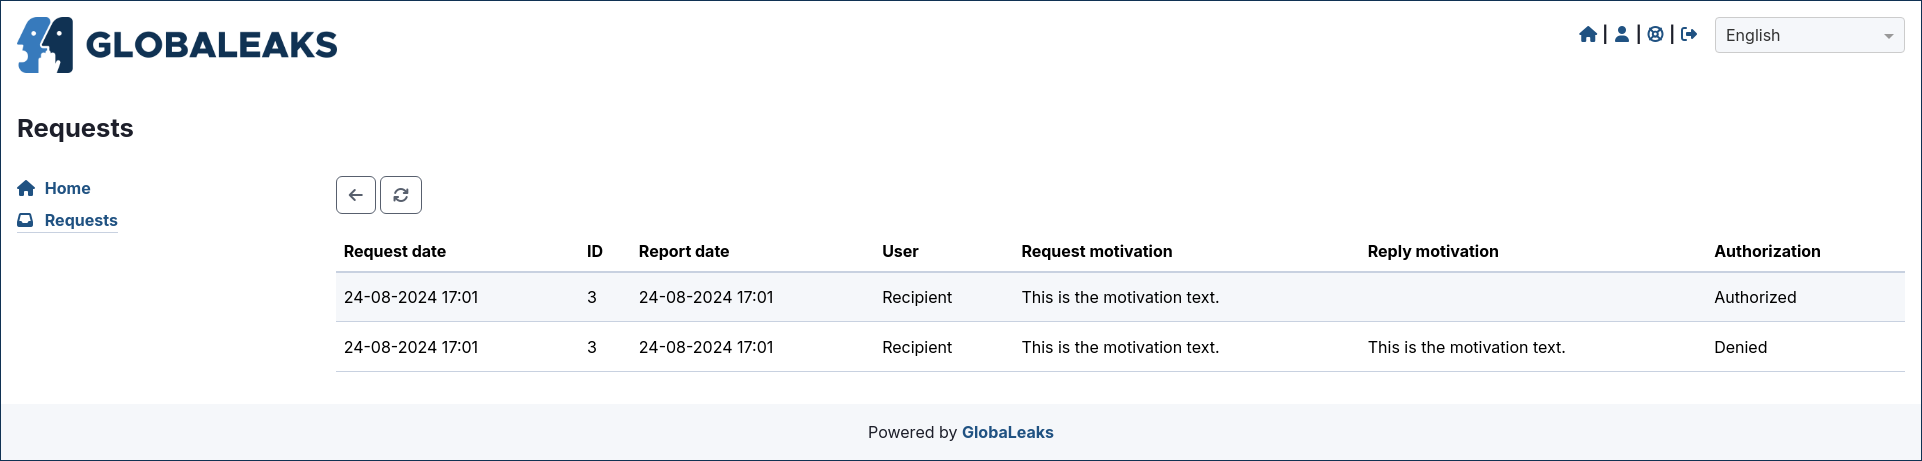 GLOBALEAKS
| | |
English
Requests
Home
Requests
Request date ID Report date User Request motivation Reply motivation Authorization
24-08-2024 17:01 3 24-08-2024 17:01 Recipient This is the motivation text. Authorized
24-08-2024 17:01 3 24-08-2024 17:01 Recipient This is the motivation text. This is the motivation text. Denied
Powered by GlobaLeaks